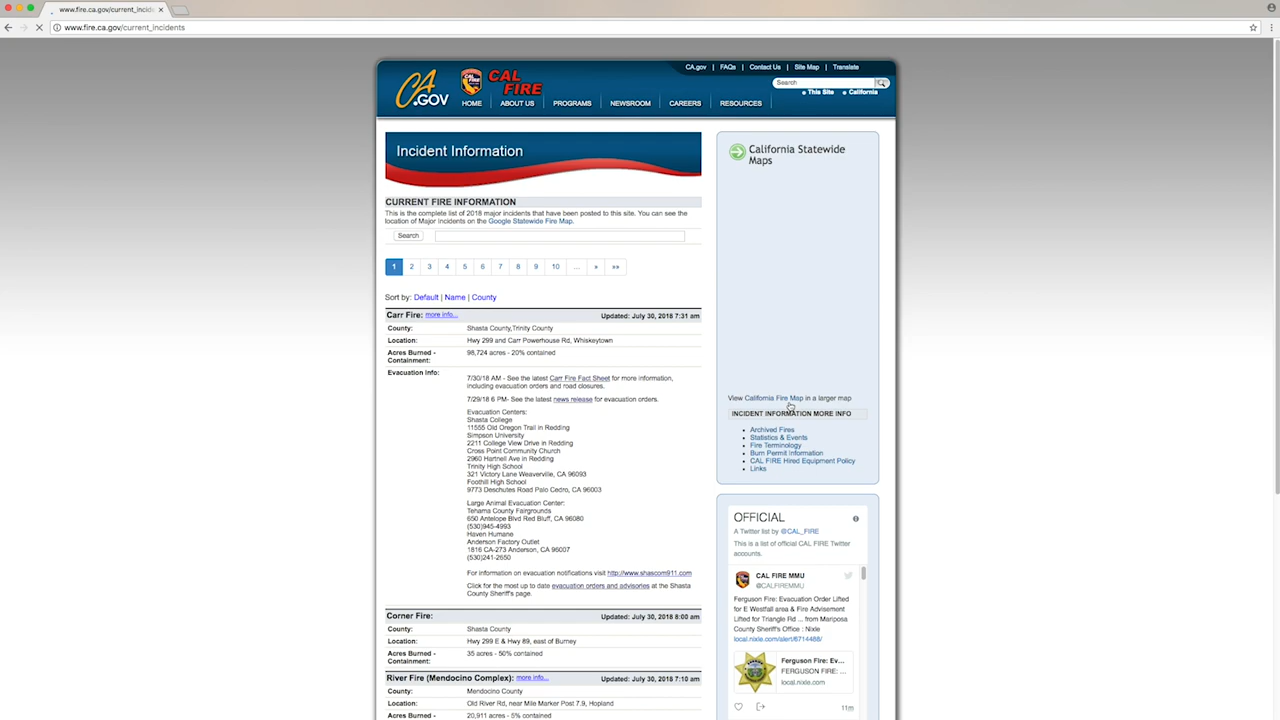 www.fire.ca.gov/current_incide
www.fire.ca.gov/current_incidents
CA.gov | FAQs | Contact Us | Site Map | Translate
CA.GOV
CAL FIRE
Search
This Site
California
HOME
ABOUT US
PROGRAMS
NEWSROOM
CAREERS
RESOURCES
Incident Information
CURRENT FIRE INFORMATION
This is the complete list of 2018 major incidents that have been posted to this site. You can see the
location of Major Incidents on the Google Statewide Fire Map.
Search
1 2 3 4 5 6 7 8 9 10 ... » »»
Sort by: Default | Name | County
Carr Fire: more info... Updated: July 30, 2018 7:31 am
County: Shasta County,Trinity County
Location: Hwy 299 and Carr Powerhouse Rd, Whiskeytown
Acres Burned - 98,724 acres - 20% contained
Containment:
Evacuation Info:
7/30/18 AM - See the latest Carr Fire Fact Sheet for more information,
including evacuation orders and road closures.
7/29/18 6 PM- See the latest news release for evacuation orders.
Evacuation Centers:
Shasta College
11555 Old Oregon Trail in Redding
Simpson University
2211 College View Drive in Redding
Cross Point Community Church
2960 Hartnell Ave in Redding
Trinity High School
321 Victory Lane Weaverville, CA 96093
Foothill High School
9773 Deschutes Road Palo Cedro, CA 96003
Large Animal Evacuation Center:
Tehama County Fairgrounds
650 Antelope Blvd Red Bluff, CA 96080
(530)945-4993
Haven Humane
Anderson Factory Outlet
1816 CA-273 Anderson, CA 96007
(530)241-2650
For information on evacuation notifications visit http://www.shascom911.com
Click for the most up to date evacuation orders and advisories at the Shasta
County Sheriff's page.
Corner Fire: Updated: July 30, 2018 8:00 am
County: Shasta County
Location: Hwy 299 E & Hwy 89, east of Burney
Acres Burned - 35 acres - 50% contained
Containment:
River Fire (Mendocino Complex): more info... Updated: July 30, 2018 7:10 am
County: Mendocino County
Location: Old River Rd, near Mile Marker Post 7.9, Hopland
Acres Burned - 20,911 acres - 5% contained
California Statewide
Maps
View California Fire Map in a larger map
INCIDENT INFORMATION MORE INFO
Archived Fires
Statistics & Events
Fire Terminology
Burn Permit Information
CAL FIRE Hired Equipment Policy
Links
OFFICIAL
A Twitter list by @CAL_FIRE
This is a list of official CAL FIRE Twitter
accounts.
CAL FIRE MMU
@CALFIREMMU
Ferguson Fire: Evacuation Order Lifted
for E Westfall area & Fire Advisement
Lifted for Triangle Rd ... from Mariposa
County Sheriff's Office : Nixle
local.nixle.com/alert/6714488/
Ferguson Fire: Ev...
FERGUSON FIRE: ...
local.nixle.com
11m